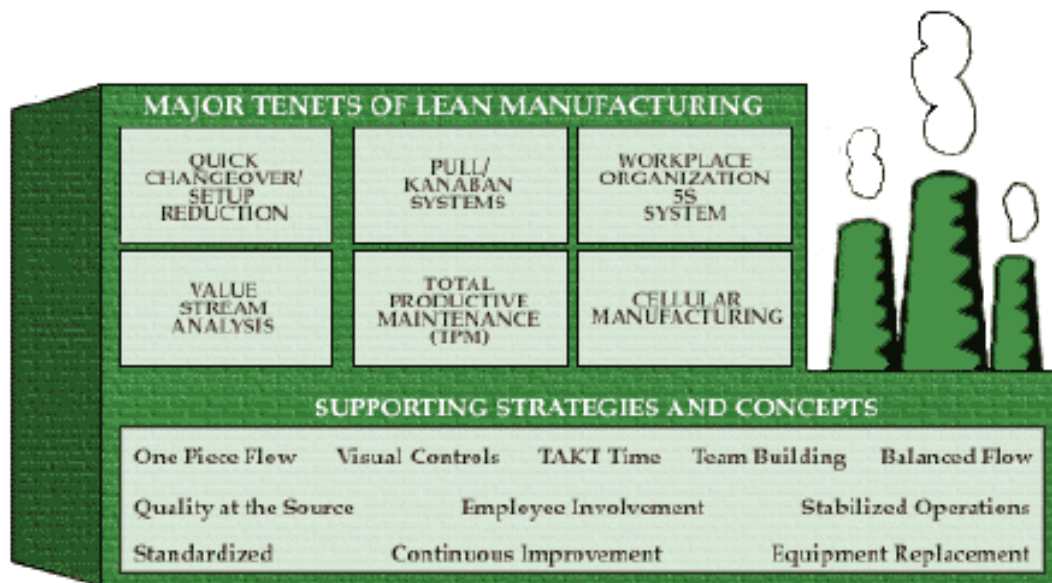 MAJOR TENETS OF LEAN MANUFACTURING
QUICK
CHANGEOVER/
SETUP
REDUCTION
PULL/
KANABAN
SYSTEMS
WORKPLACE
ORGANIZATION
5S
SYSTEM
VALUE
STREAM
ANALYSIS
TOTAL
PRODUCTIVE
MAINTENANCE
(TPM)
CELLULAR
MANUFACTURING
SUPPORTING STRATEGIES AND CONCEPTS
One Piece Flow Visual Controls TAKT Time Team Building Balanced Flow
Quality at the Source Employee Involvement Stabilized Operations
Standardized Continuous Improvement Equipment Replacement